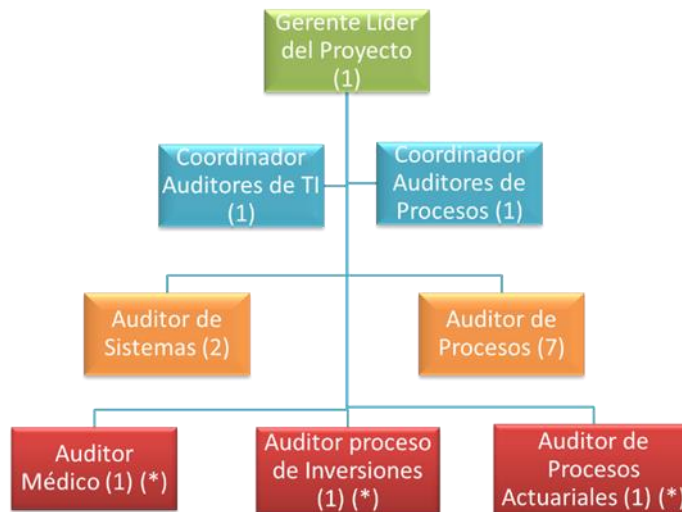 Gerente Líder
del Proyecto
(1)
Coordinador
Auditores de TI
(1)
Coordinador
Auditores de
Procesos (1)
Auditor de
Sistemas (2)
Auditor de
Procesos (7)
Auditor
Médico (1) (*)
Auditor proceso
de Inversiones
(1) (*)
Auditor de
Procesos
Actuariales (1) (*)